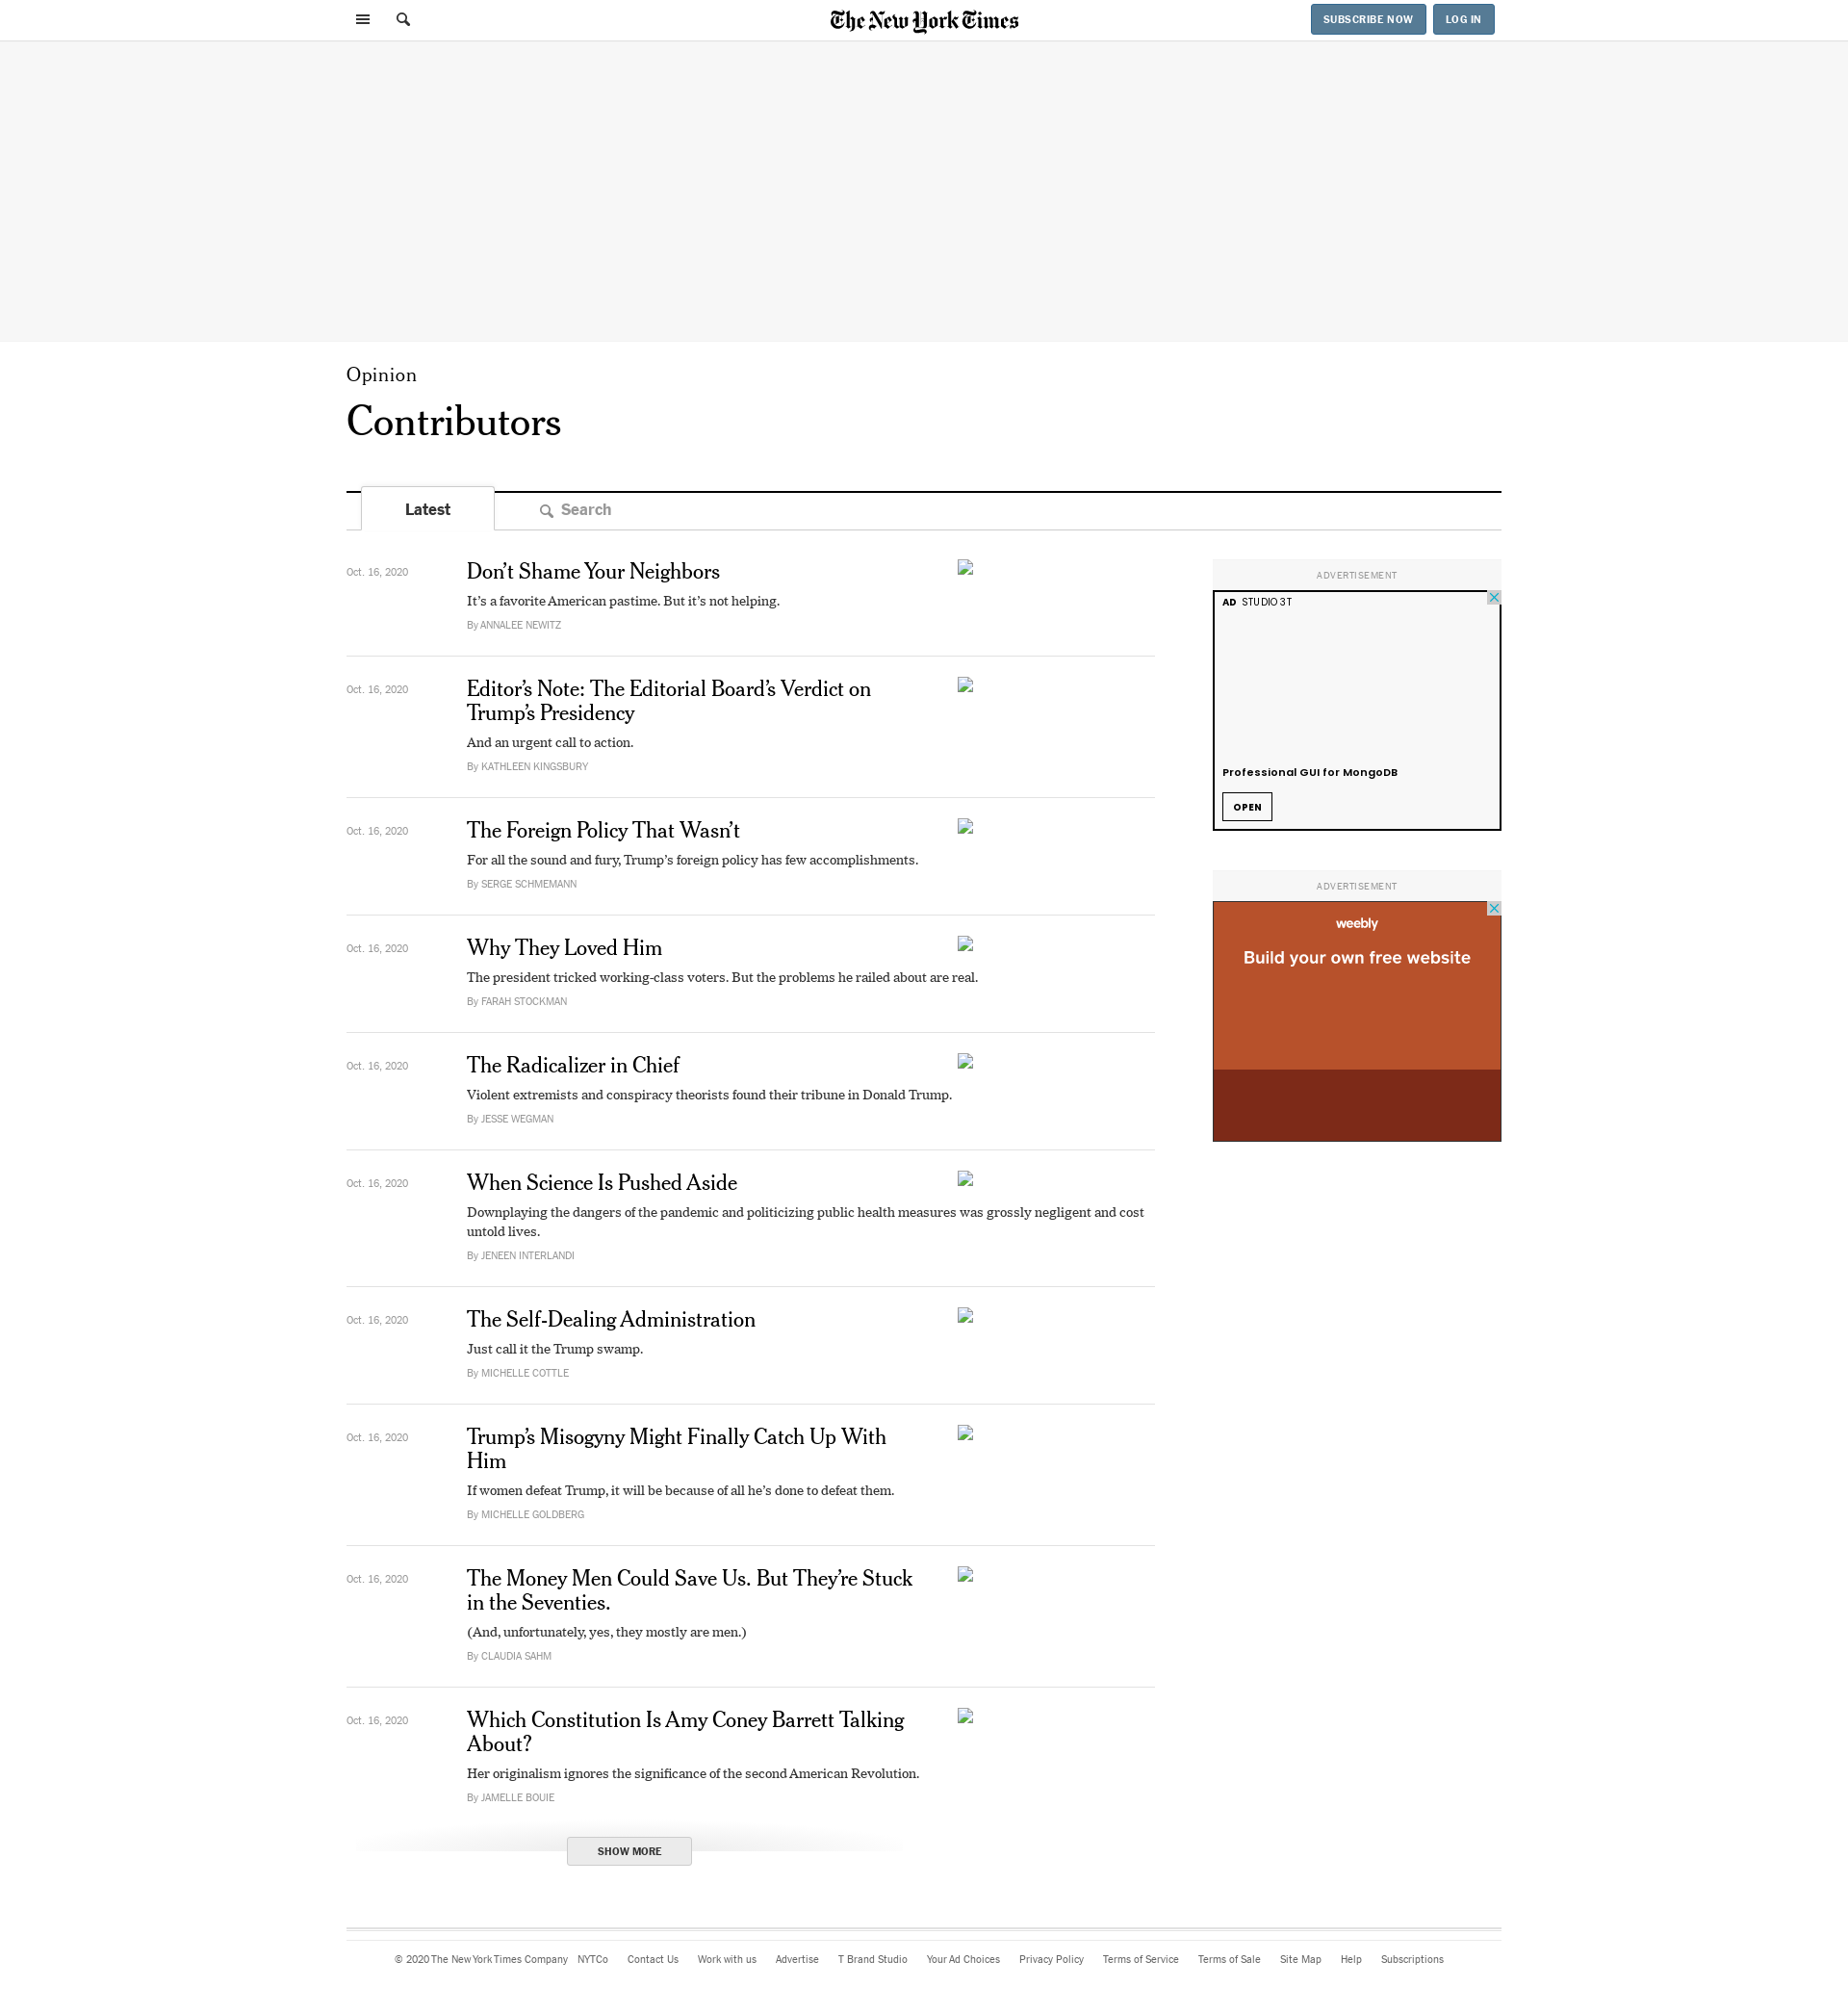 The New York Times
SUBSCRIBE NOW
LOG IN
Opinion
Contributors
Latest
Search
Oct. 16, 2020
Don’t Shame Your Neighbors
It’s a favorite American pastime. But it’s not helping.
By ANNALEE NEWITZ
Oct. 16, 2020
Editor’s Note: The Editorial Board’s Verdict on
Trump’s Presidency
And an urgent call to action.
By KATHLEEN KINGSBURY
Oct. 16, 2020
The Foreign Policy That Wasn’t
For all the sound and fury, Trump’s foreign policy has few accomplishments.
By SERGE SCHMEMANN
Oct. 16, 2020
Why They Loved Him
The president tricked working-class voters. But the problems he railed about are real.
By FARAH STOCKMAN
Oct. 16, 2020
The Radicalizer in Chief
Violent extremists and conspiracy theorists found their tribune in Donald Trump.
By JESSE WEGMAN
Oct. 16, 2020
When Science Is Pushed Aside
Downplaying the dangers of the pandemic and politicizing public health measures was grossly negligent and cost
untold lives.
By JENEEN INTERLANDI
Oct. 16, 2020
The Self-Dealing Administration
Just call it the Trump swamp.
By MICHELLE COTTLE
Oct. 16, 2020
Trump’s Misogyny Might Finally Catch Up With
Him
If women defeat Trump, it will be because of all he’s done to defeat them.
By MICHELLE GOLDBERG
Oct. 16, 2020
The Money Men Could Save Us. But They’re Stuck
in the Seventies.
(And, unfortunately, yes, they mostly are men.)
By CLAUDIA SAHM
Oct. 16, 2020
Which Constitution Is Amy Coney Barrett Talking
About?
Her originalism ignores the significance of the second American Revolution.
By JAMELLE BOUIE
SHOW MORE
ADVERTISEMENT
AD STUDIO 3T
Professional GUI for MongoDB
OPEN
ADVERTISEMENT
weebly
Build your own free website
© 2020 The New York Times Company NYTCo Contact Us Work with us Advertise T Brand Studio Your Ad Choices Privacy Policy Terms of Service Terms of Sale Site Map Help Subscriptions